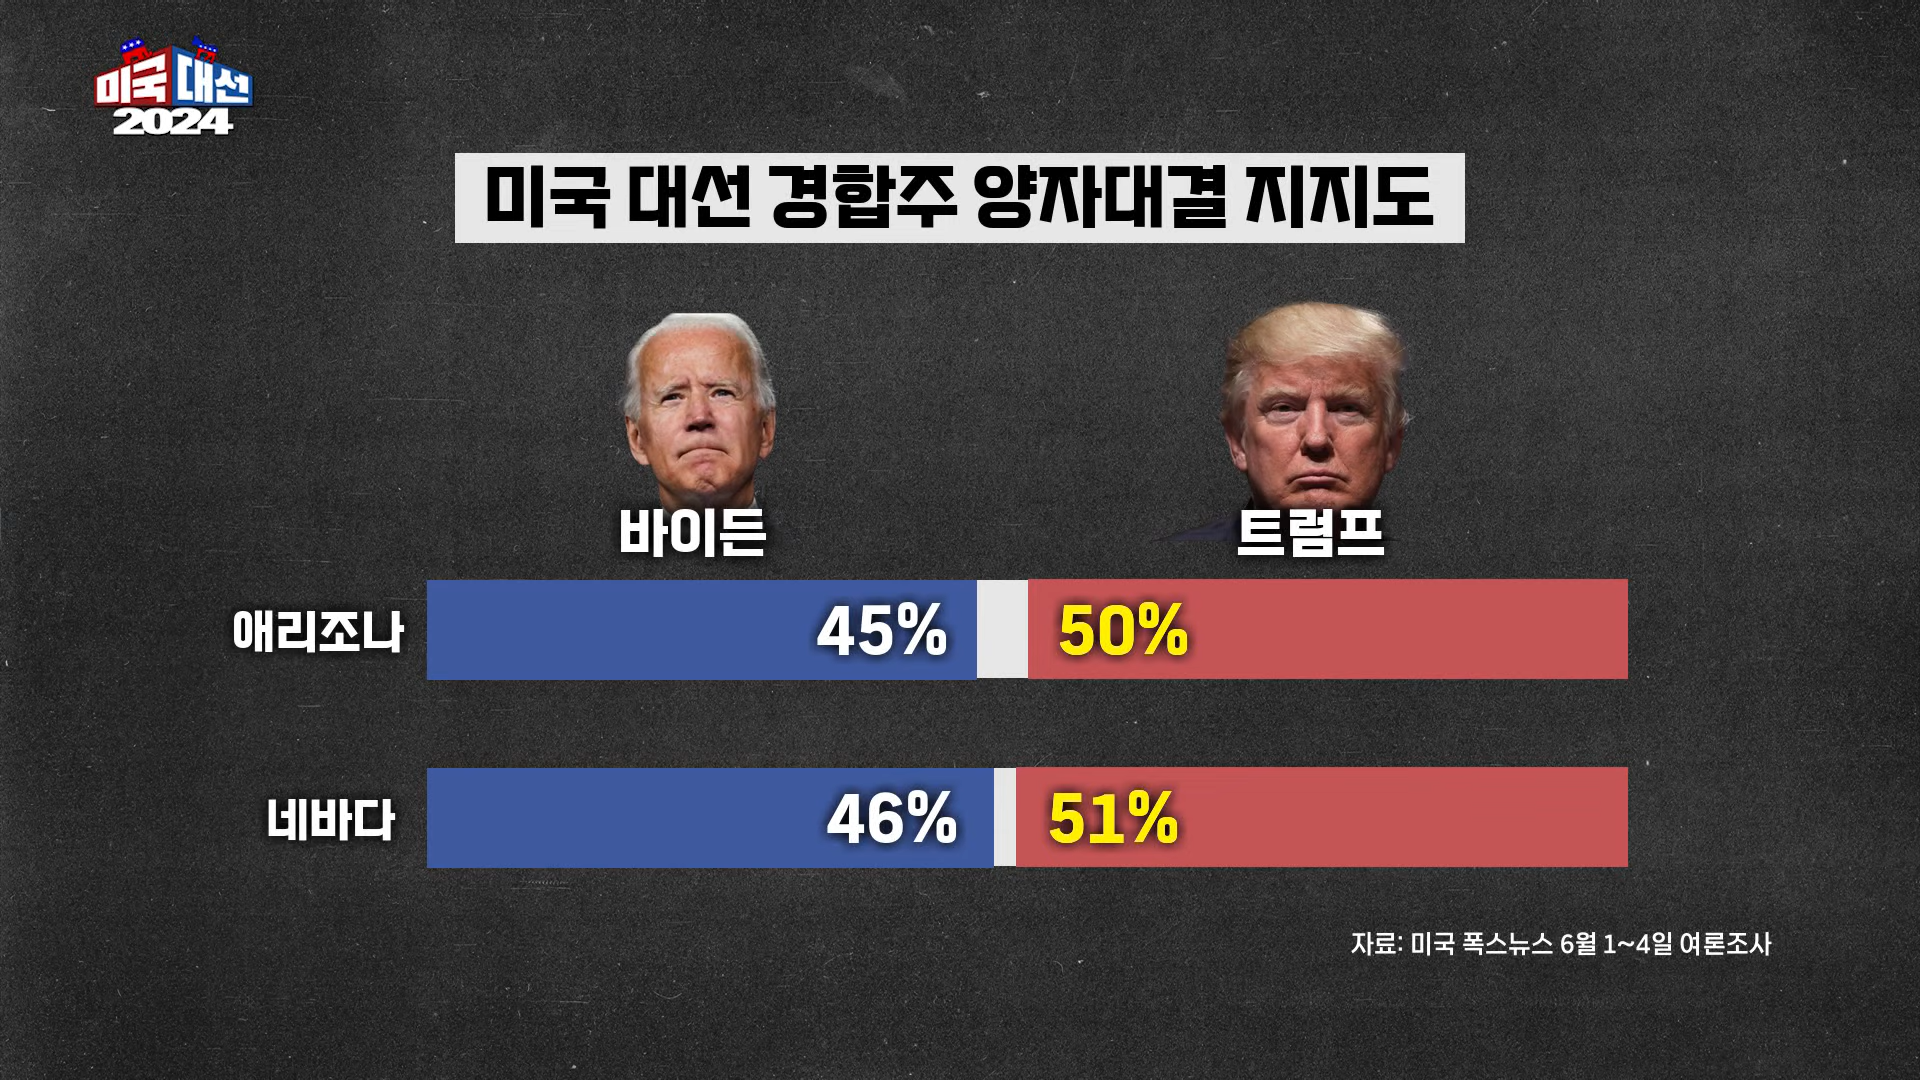 미국 대선
2024
미국 대선 경합주 양자대결 지지도
바이든 트럼프
애리조나 45% 50%
네바다 46% 51%
자료: 미국 폭스뉴스 6월 1~4일 여론조사